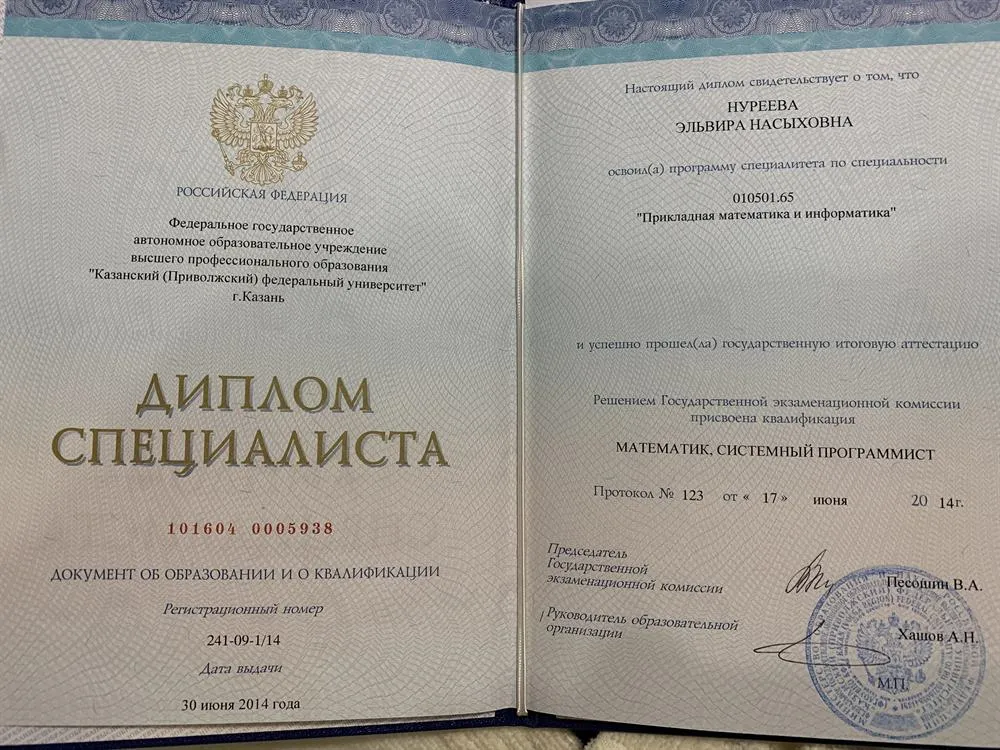 РОССИЙСКАЯ ФЕДЕРАЦИЯ
Федеральное государственное
автономное образовательное учреждение
высшего профессионального образования
"Казанский (Приволжский) федеральный университет"
г.Казань
ДИПЛОМ
СПЕЦИАЛИСТА
101604 0005938
ДОКУМЕНТ ОБ ОБРАЗОВАНИИ И О КВАЛИФИКАЦИИ
Регистрационный номер
241-09-1/14
Дата выдачи
30 июня 2014 года
Настоящий диплом свидетельствует о том, что
НУРЕЕВА
ЭЛЬВИРА НАСЫХОВНА
освоил(а) программу специалитета по специальности
010501.65
"Прикладная математика и информатика"
и успешно прошел(ла) государственную итоговую аттестацию
Решением Государственной экзаменационной комиссии
присвоена квалификация
МАТЕМАТИК, СИСТЕМНЫЙ ПРОГРАММИСТ
Протокол № 123 от « 17 » июня 20 14г.
Председатель
Государственной
экзаменационной комиссии
Песошин В.А.
Руководитель образовательной
организации
Хашов А.Н.
М.П.